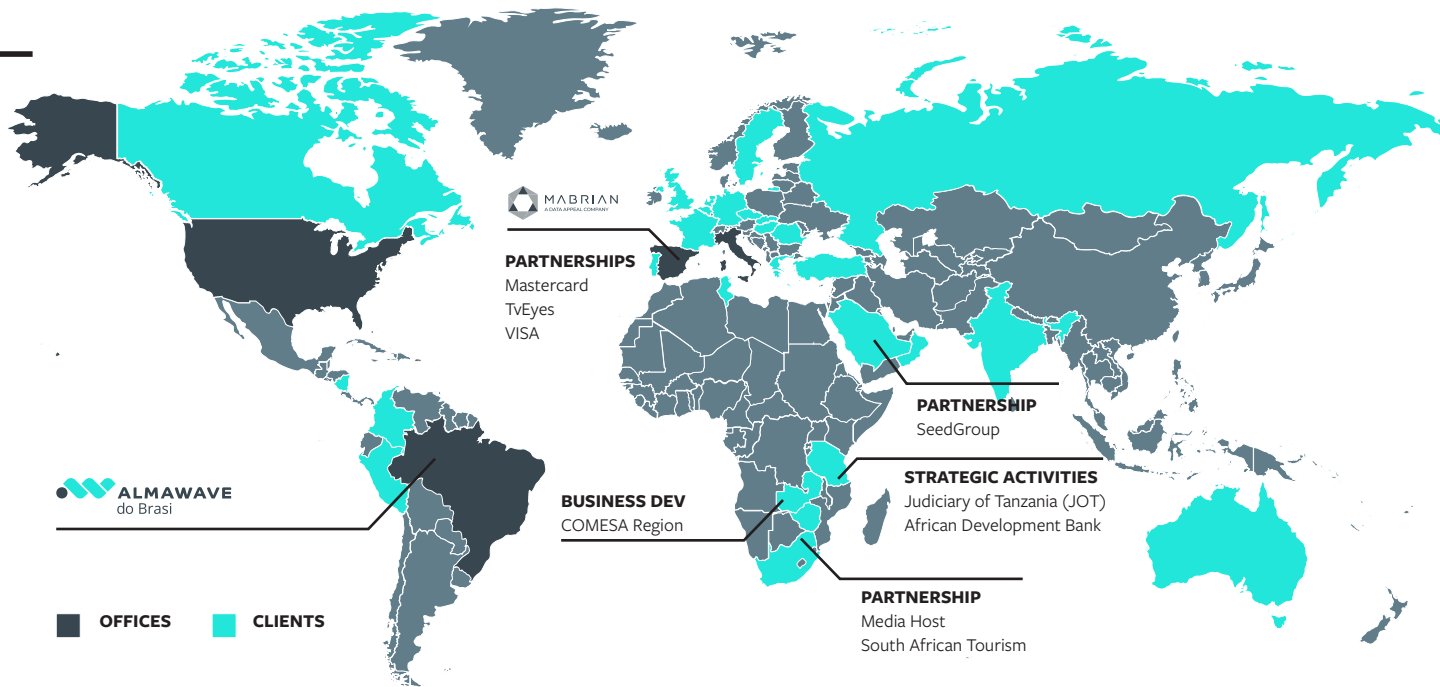 MABRIAN
A DATA APPEAL COMPANY
PARTNERSHIPS
Mastercard
TvEyes
VISA
PARTNERSHIP
SeedGroup
STRATEGIC ACTIVITIES
Judiciary of Tanzania (JOT)
African Development Bank
ALMAWAVE
do Brasi
BUSINESS DEV
COMESA Region
PARTNERSHIP
Media Host
South African Tourism
OFFICES
CLIENTS